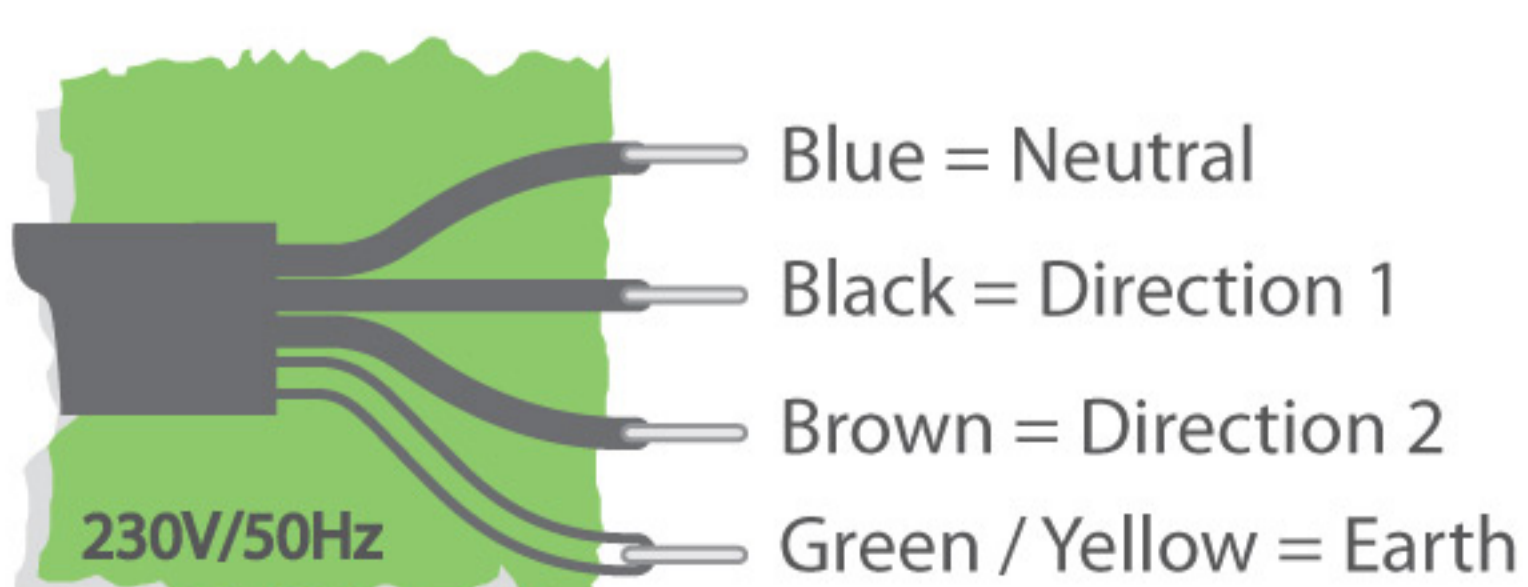 Blue = Neutral
Black = Direction 1
Brown = Direction 2
Green / Yellow = Earth
230V/50Hz